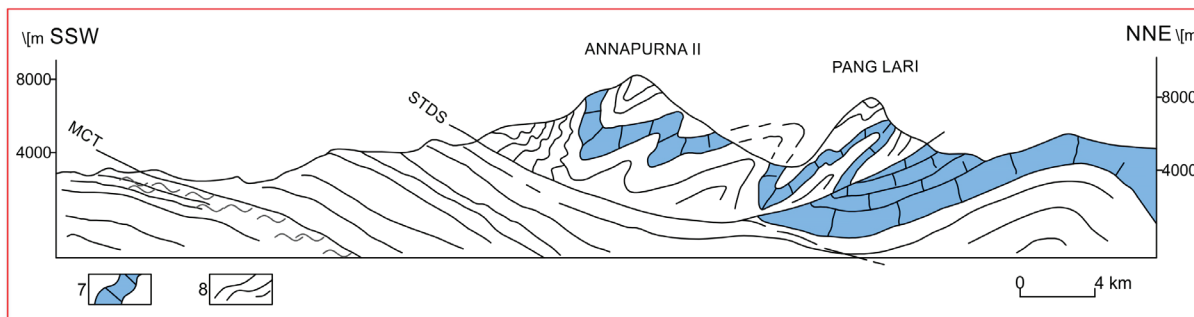 \[m SSW
NNE \[m
ANNAPURNA II
PANG LARI
8000
8000
STDS
MCT
4000
4000
7
8
0
4 km